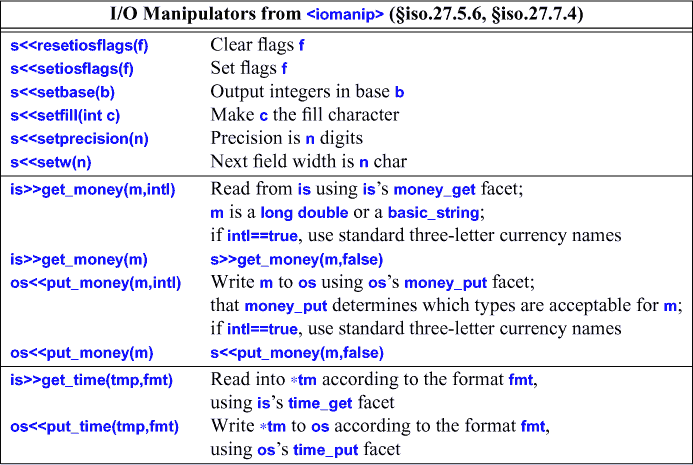 I/O Manipulators from <iomanip> (§iso.27.5.6, §iso.27.7.4)
s<<resetiosflags(f) Clear flags f
s<<setiosflags(f) Set flags f
s<<setbase(b) Output integers in base b
s<<setfill(int c) Make c the fill character
s<<setprecision(n) Precision is n digits
s<<setw(n) Next field width is n char
is>>get_money(m,intl) Read from is using is's money_get facet;
m is a long double or a basic_string;
if intl==true, use standard three-letter currency names
is>>get_money(m) s>>get_money(m,false)
os<<put_money(m,intl) Write m to os using os's money_put facet;
that money_put determines which types are acceptable for m;
if intl==true, use standard three-letter currency names
os<<put_money(m) s<<put_money(m,false)
is>>get_time(tmp,fmt) Read into *tm according to the format fmt,
using is's time_get facet
os<<put_time(tmp,fmt) Write *tm to os according to the format fmt,
using os's time_put facet